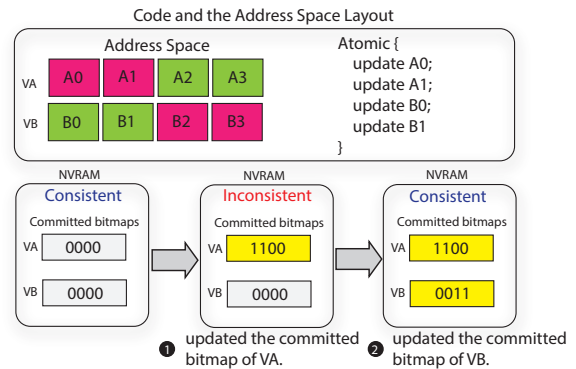 Code and the Address Space Layout
Address Space
VA A0 A1 A2 A3
VB B0 B1 B2 B3
Atomic {
update A0;
update A1;
update B0;
update B1
}
NVRAM
Consistent
Committed bitmaps
VA 0000
VB 0000
NVRAM
Inconsistent
Committed bitmaps
VA 1100
VB 0000
NVRAM
Consistent
Committed bitmaps
VA 1100
VB 0011
1 updated the committed
bitmap of VA.
2 updated the committed
bitmap of VB.